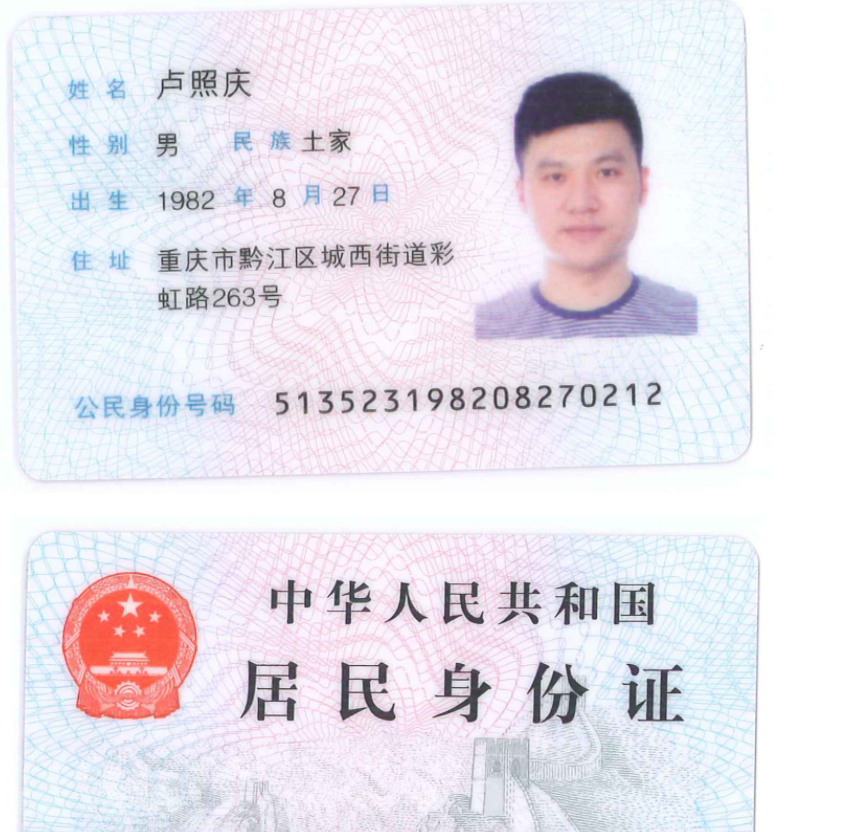 姓名 卢照庆
性别 男 民族 土家
出生 1982 年 8 月 27 日
住址 重庆市黔江区城西街道彩
虹路263号
公民身份号码 513523198208270212
中华人民共和国
居民身份证